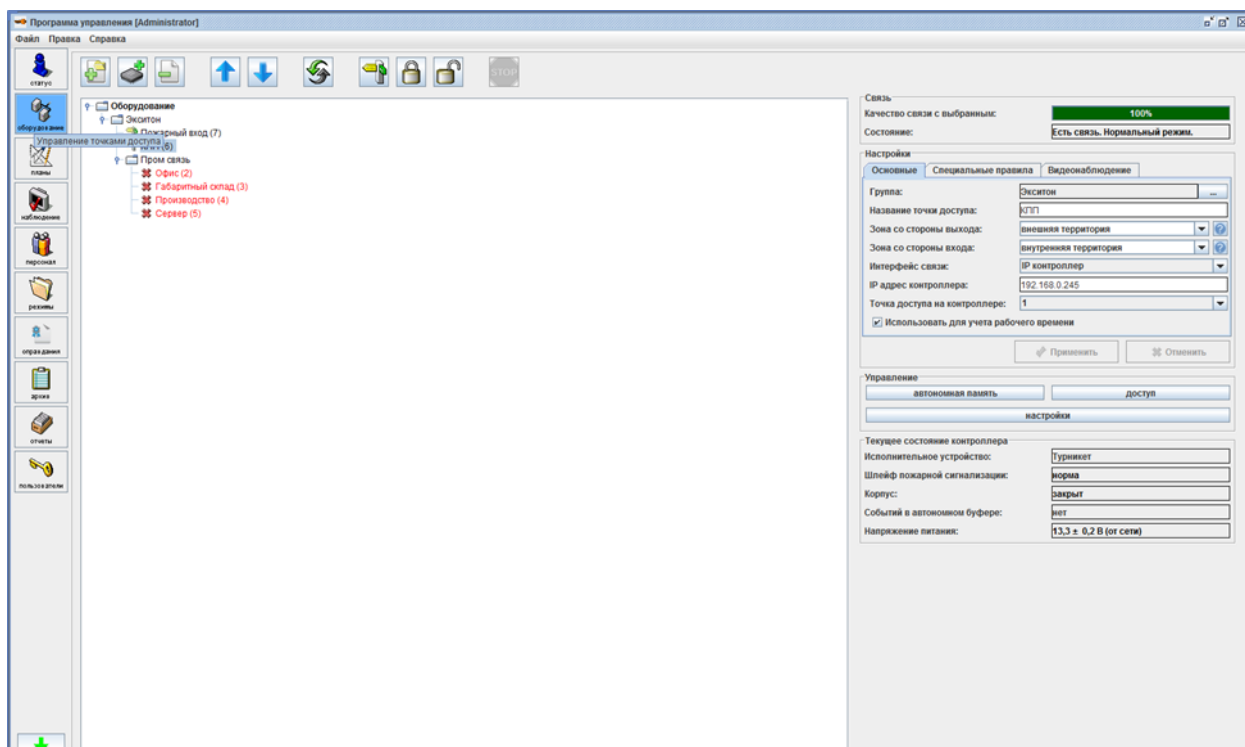 Программа управления [Administrator]
Файл Правка Справка
статус
STOP
оборудование
Управление точками доступа
планы
наблюдение
персонал
режимы
оправдания
архив
отчеты
пользователи
Оборудование
Экситон
Пожарный вход (7)
КПП (6)
Пром связь
Офис (2)
Габаритный склад (3)
Производство (4)
Сервер (5)
Связь
Качество связи с выбранным: 100%
Состояние: Есть связь. Нормальный режим.
Настройки
Основные Специальные правила Видеонаблюдение
Группа: Экситон ...
Название точки доступа: КПП
Зона со стороны выхода: внешняя территория
Зона со стороны входа: внутренняя территория
Интерфейс связи: IP контроллер
IP адрес контроллера: 192.168.0.245
Точка доступа на контроллере: 1
Использовать для учета рабочего времени
Применить Отменить
Управление
автономная память доступ
настройки
Текущее состояние контроллера
Исполнительное устройство: Турникет
Шлейф пожарной сигнализации: норма
Корпус: закрыт
Событий в автономном буфере: нет
Напряжение питания: 13,3 ± 0,2 В (от сети)